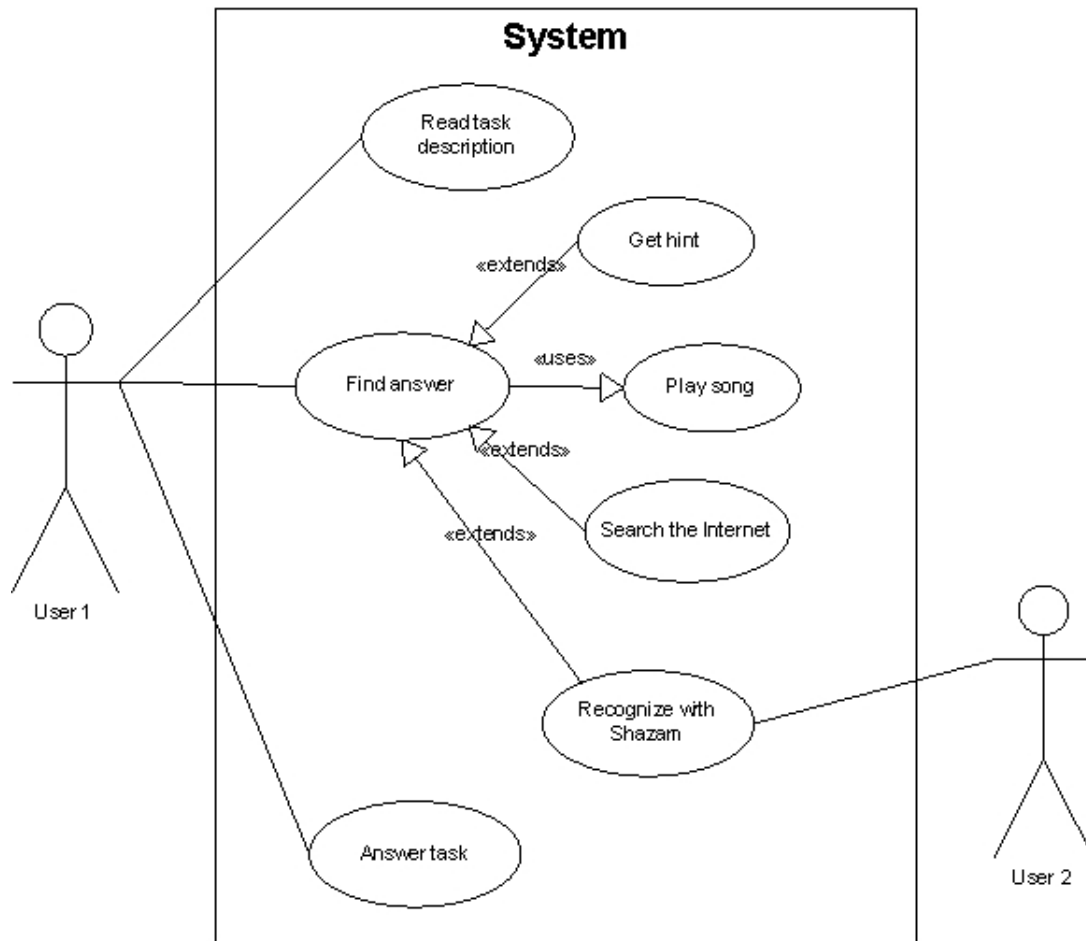 System
Read task
description
Get hint
«extends»
«uses»
Find answer
Play song
«extends»
Search the Internet
«extends»
User 1
Recognize with
Shazam
Answer task
User 2